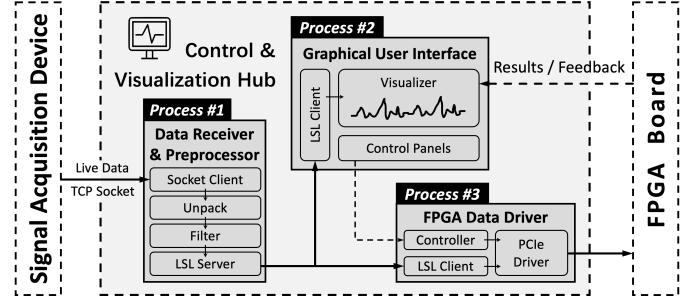 Signal Acquisition Device
Live Data
TCP Socket
Control &
Visualization Hub
Process #1
Data Receiver
& Preprocessor
Socket Client
Unpack
Filter
LSL Server
Process #2
Graphical User Interface
LSL Client
Visualizer
Control Panels
Process #3
FPGA Data Driver
Controller
LSL Client
PCIe
Driver
Results / Feedback
FPGA Board